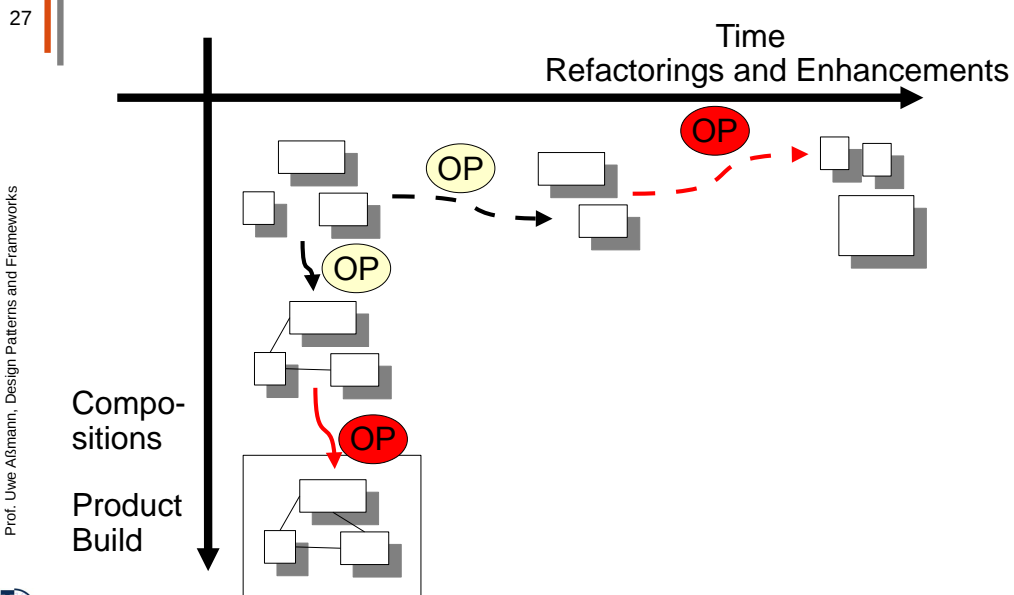 27
Time
Refactorings and Enhancements
OP
OP
OP
Compo-
sitions
OP
Product
Build
Prof. Uwe Aßmann, Design Patterns and Frameworks